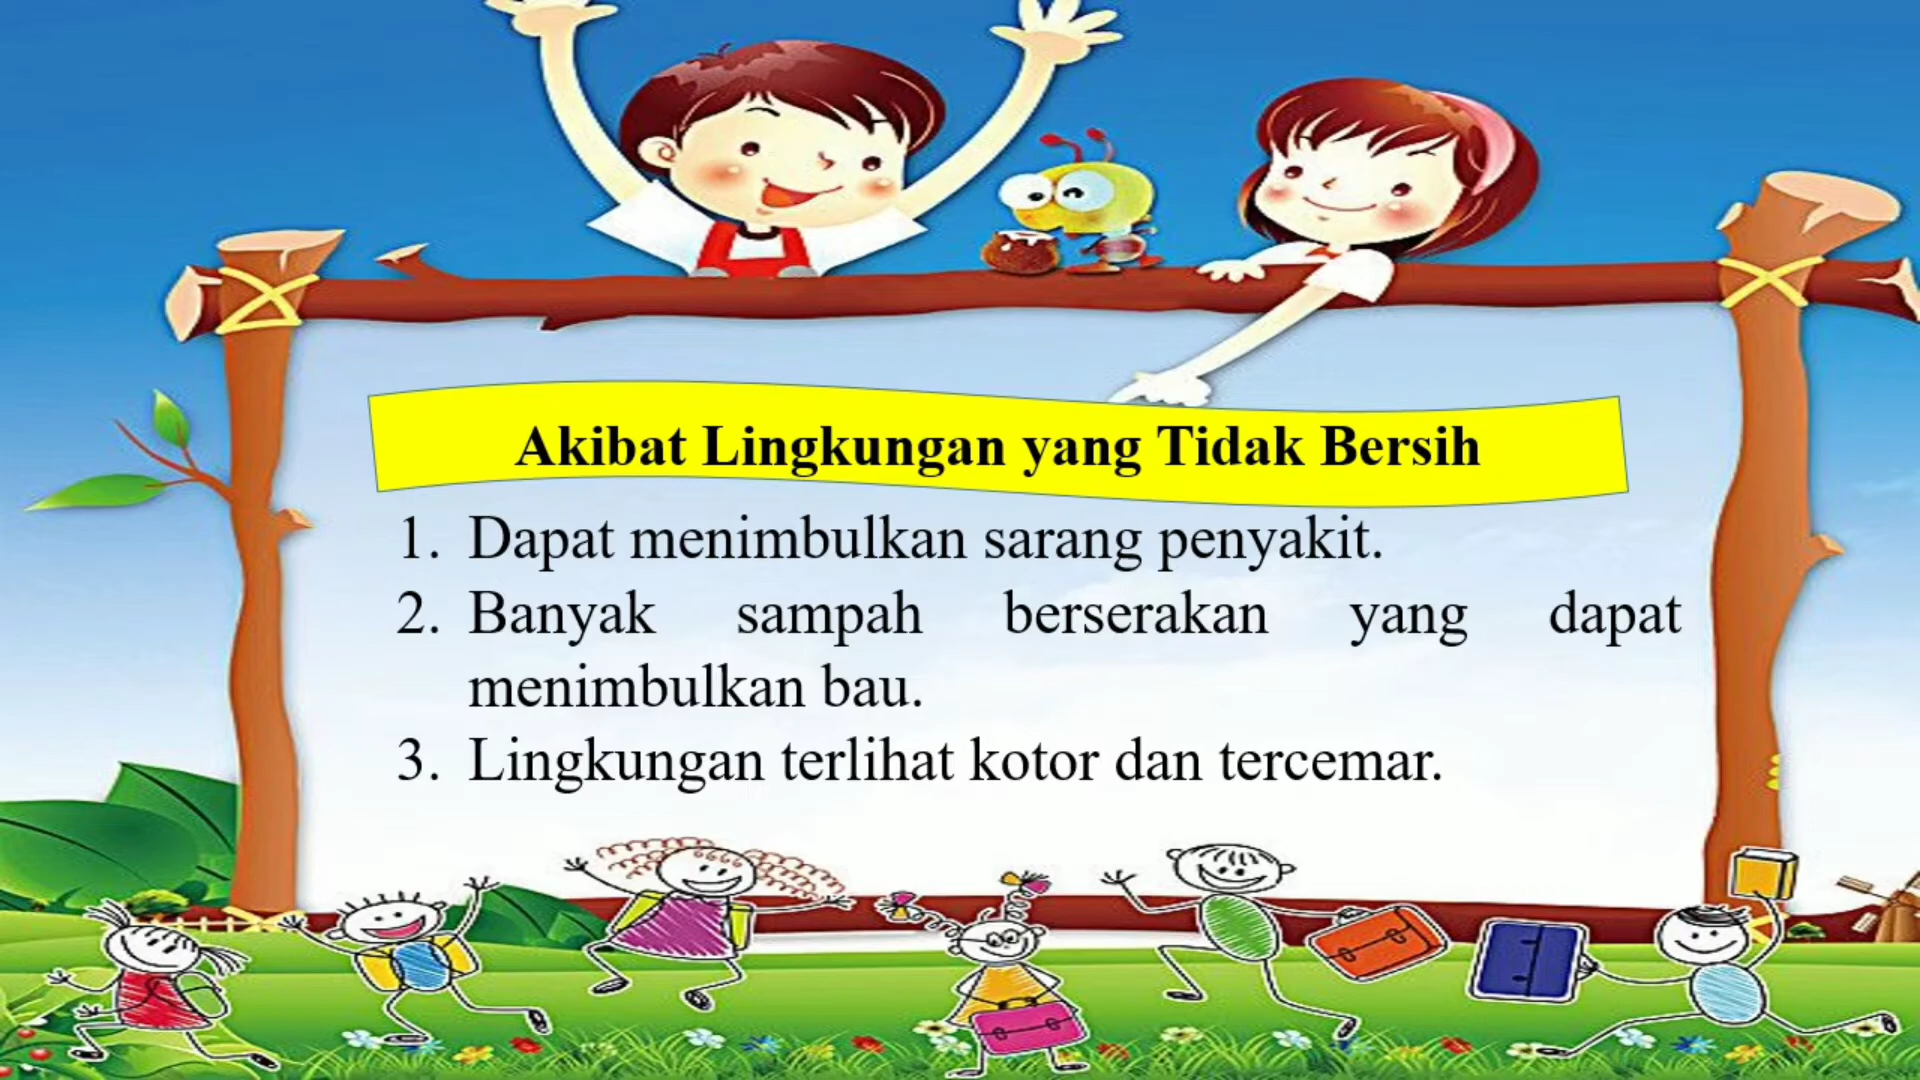 Akibat Lingkungan yang Tidak Bersih
1. Dapat menimbulkan sarang penyakit.
2. Banyak sampah berserakan yang dapat
menimbulkan bau.
3. Lingkungan terlihat kotor dan tercemar.